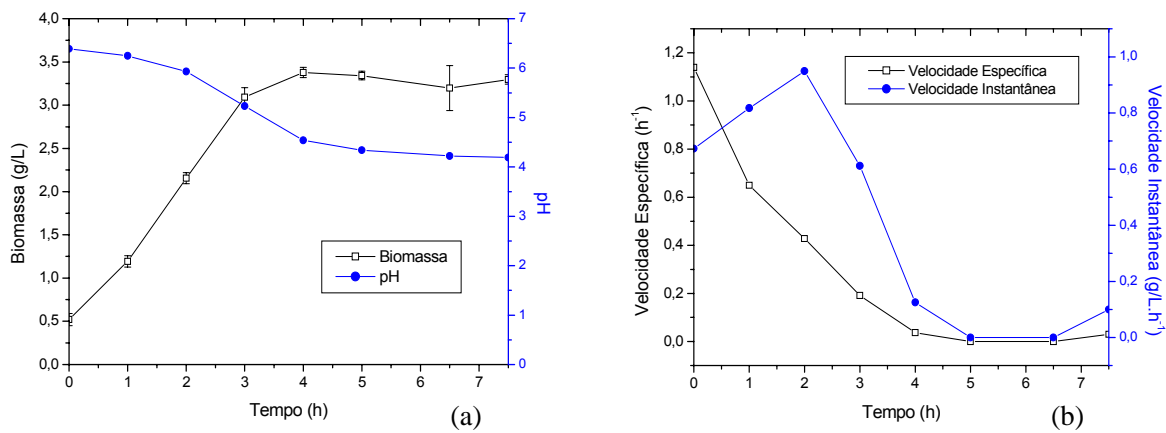 4,0
3,5
3,0
2,5
2,0
1,5
1,0
0,5
0,0
Biomassa (g/L)
0 1 2 3 4 5 6 7
Tempo (h)
7
6
5
4
3
2
1
0
pH
Biomassa
pH
(a)
1,2
1,0
0,8
0,6
0,4
0,2
0,0
Velocidade Específica (h⁻¹)
0 1 2 3 4 5 6 7
Tempo (h)
1,0
0,8
0,6
0,4
0,2
0,0
Velocidade Instantânea (g/L.h⁻¹)
Velocidade Específica
Velocidade Instantânea
(b)